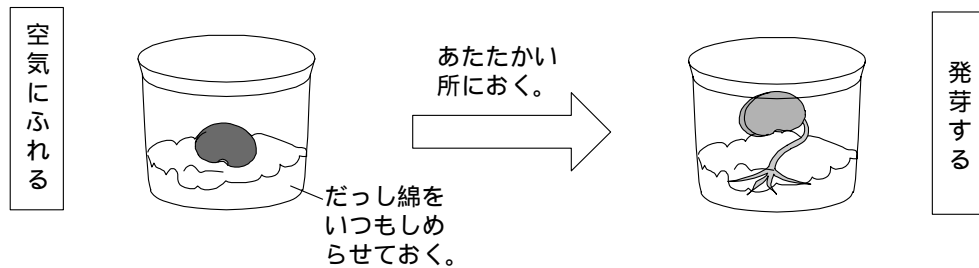 空気にふれる
あたたかい
所におく。
だっし綿を
いつもしめ
らせておく。
発芽する